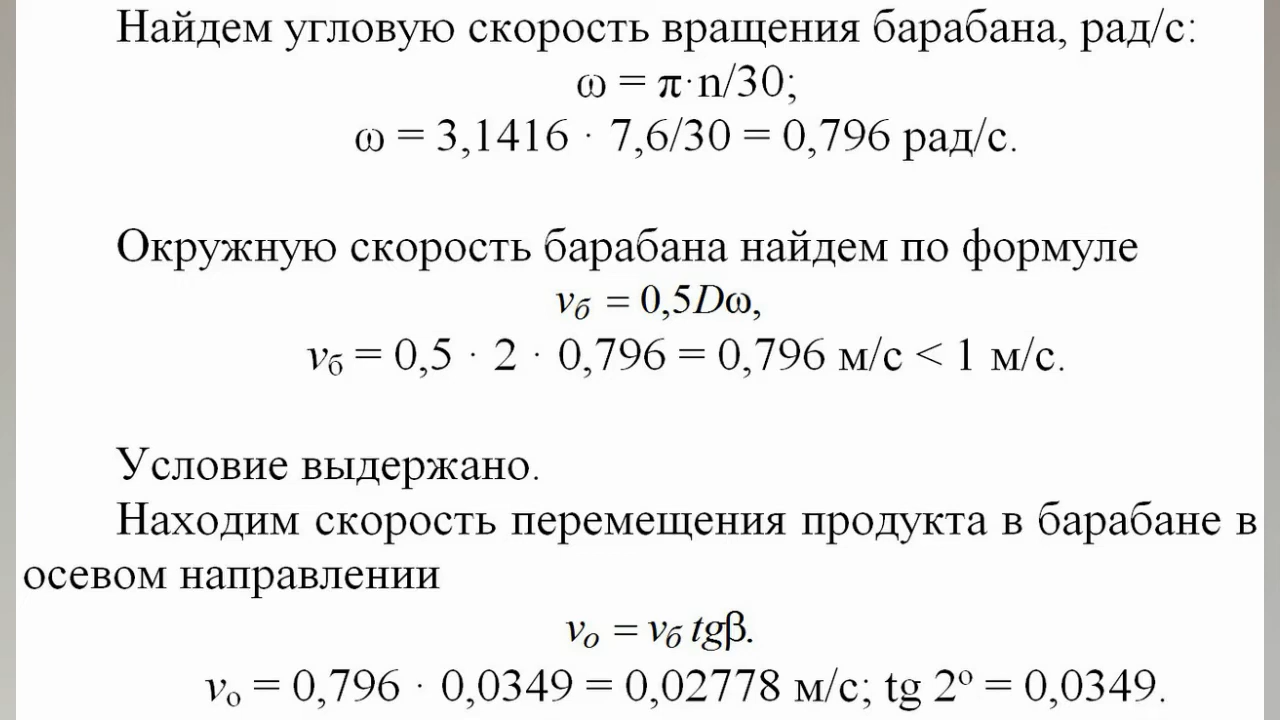 Найдем угловую скорость вращения барабана, рад/с:
ω = π·n/30;
ω = 3,1416 · 7,6/30 = 0,796 рад/с.
Окружную скорость барабана найдем по формуле
vб = 0,5Dω,
vб = 0,5 · 2 · 0,796 = 0,796 м/с < 1 м/с.
Условие выдержано.
Находим скорость перемещения продукта в барабане в
осевом направлении
vо = vб tgβ.
vо = 0,796 · 0,0349 = 0,02778 м/с; tg 2º = 0,0349.